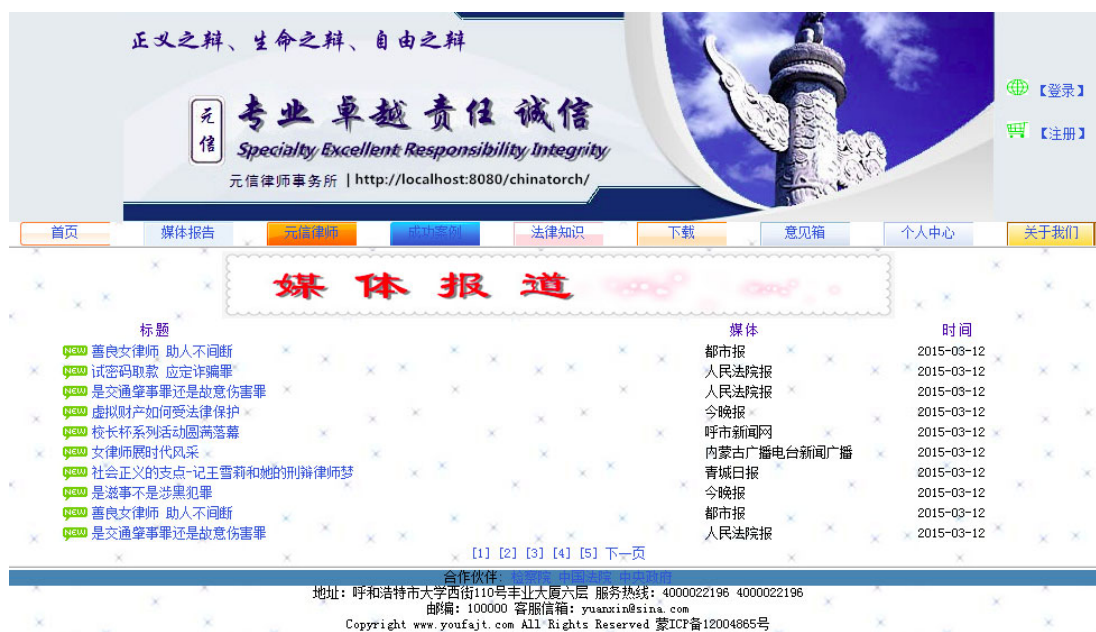 正义之辩、生命之辩、自由之辩
【登录】
元信
专业 卓越 责任 诚信
【注册】
Specialty Excellent Responsibility Integrity
元信律师事务所 | http://localhost:8080/chinatorch/
首页 媒体报告 元信律师 成功案例 法律知识 下载 意见箱 个人中心 关于我们
媒体报道
标题 媒体 时间
NEW 善良女律师 助人不间断 都市报 2015-03-12
NEW 试密码取款 应定诈骗罪 人民法院报 2015-03-12
NEW 是交通肇事罪还是故意伤害罪 人民法院报 2015-03-12
NEW 虚拟财产如何受法律保护 今晚报 2015-03-12
NEW 校长杯系列活动圆满落幕 呼市新闻网 2015-03-12
NEW 女律师展时代风采 内蒙古广播电台新闻广播 2015-03-12
NEW 社会正义的支点-记王雪莉和她的刑辩律师梦 青城日报 2015-03-12
NEW 是滋事不是涉黑犯罪 今晚报 2015-03-12
NEW 善良女律师 助人不间断 都市报 2015-03-12
NEW 是交通肇事罪还是故意伤害罪 人民法院报 2015-03-12
[1] [2] [3] [4] [5] 下一页
合作伙伴: 检察院 中国法院 中央政府
地址: 呼和浩特市大学西街110号丰业大厦六层 服务热线: 4000022196 4000022196
邮编: 100000 客服信箱: yuanxin@sina.com
Copyright www.youfajt.com All Rights Reserved 蒙ICP备12004865号